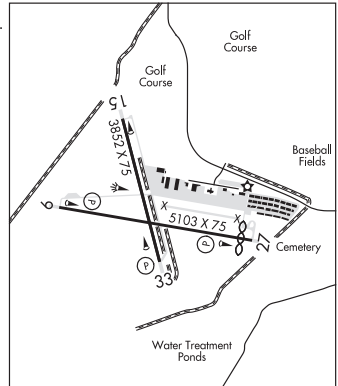 Golf
Course
Golf
Course
15
3852 X 75
Baseball
Fields
P
9
X
X
5103 X 75
P
27
Cemetery
P
33
Water Treatment
Ponds